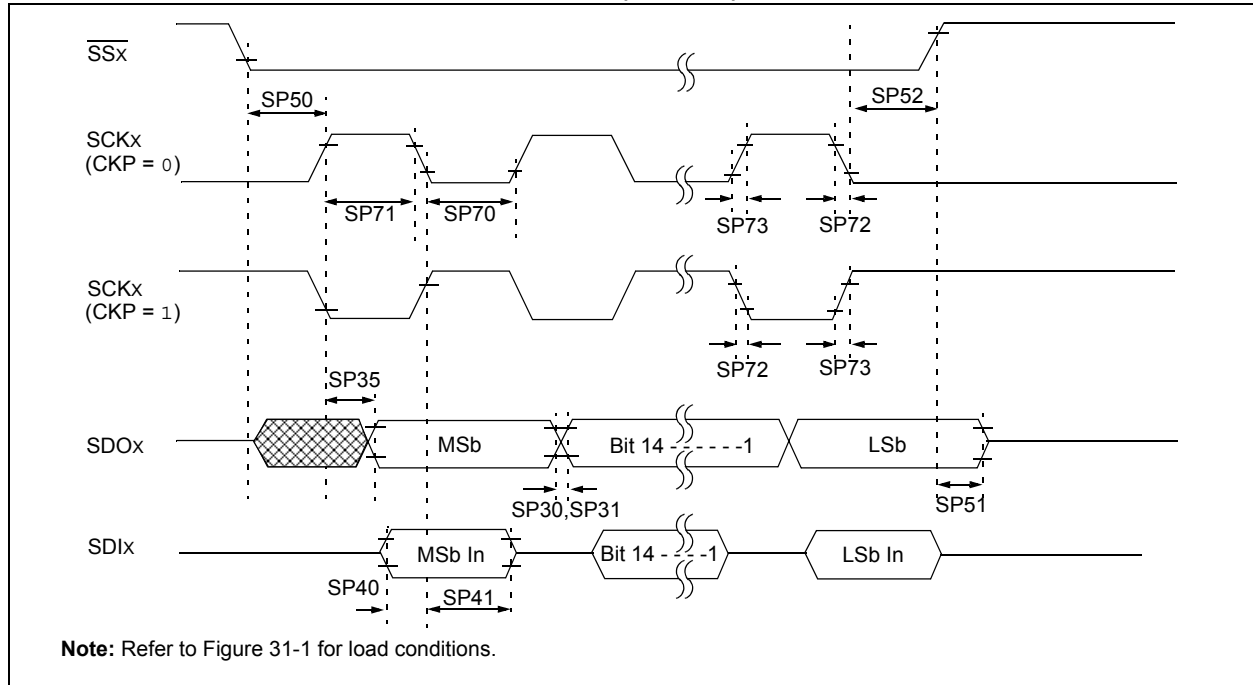 SSX
SP50
SP52
SCKX
(CKP = 0)
SP71
SP70
SP73
SP72
SCKX
(CKP = 1)
SP72
SP73
SP35
SDOX
MSb
Bit 14 - - - - - -1
LSb
SP30,SP31
SP51
SDIX
MSb In
Bit 14 - - - -1
LSb In
SP40
SP41
Note: Refer to Figure 31-1 for load conditions.